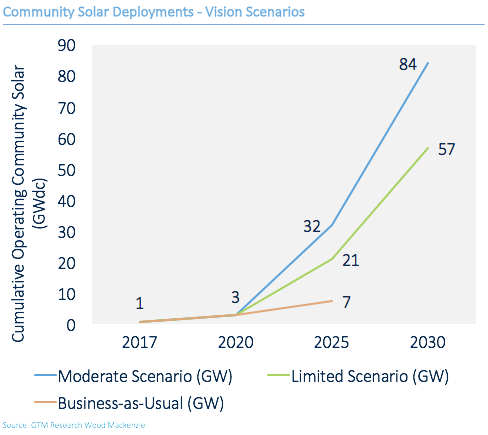 Community Solar Deployments - Vision Scenarios
Cumulative Operating Community Solar
(GWdc)
90
80
70
60
50
40
30
20
10
0
1
3
32
21
7
84
57
2017 2020 2025 2030
Moderate Scenario (GW) Limited Scenario (GW)
Business-as-Usual (GW)
Source: GTM Research Wood Mackenzie